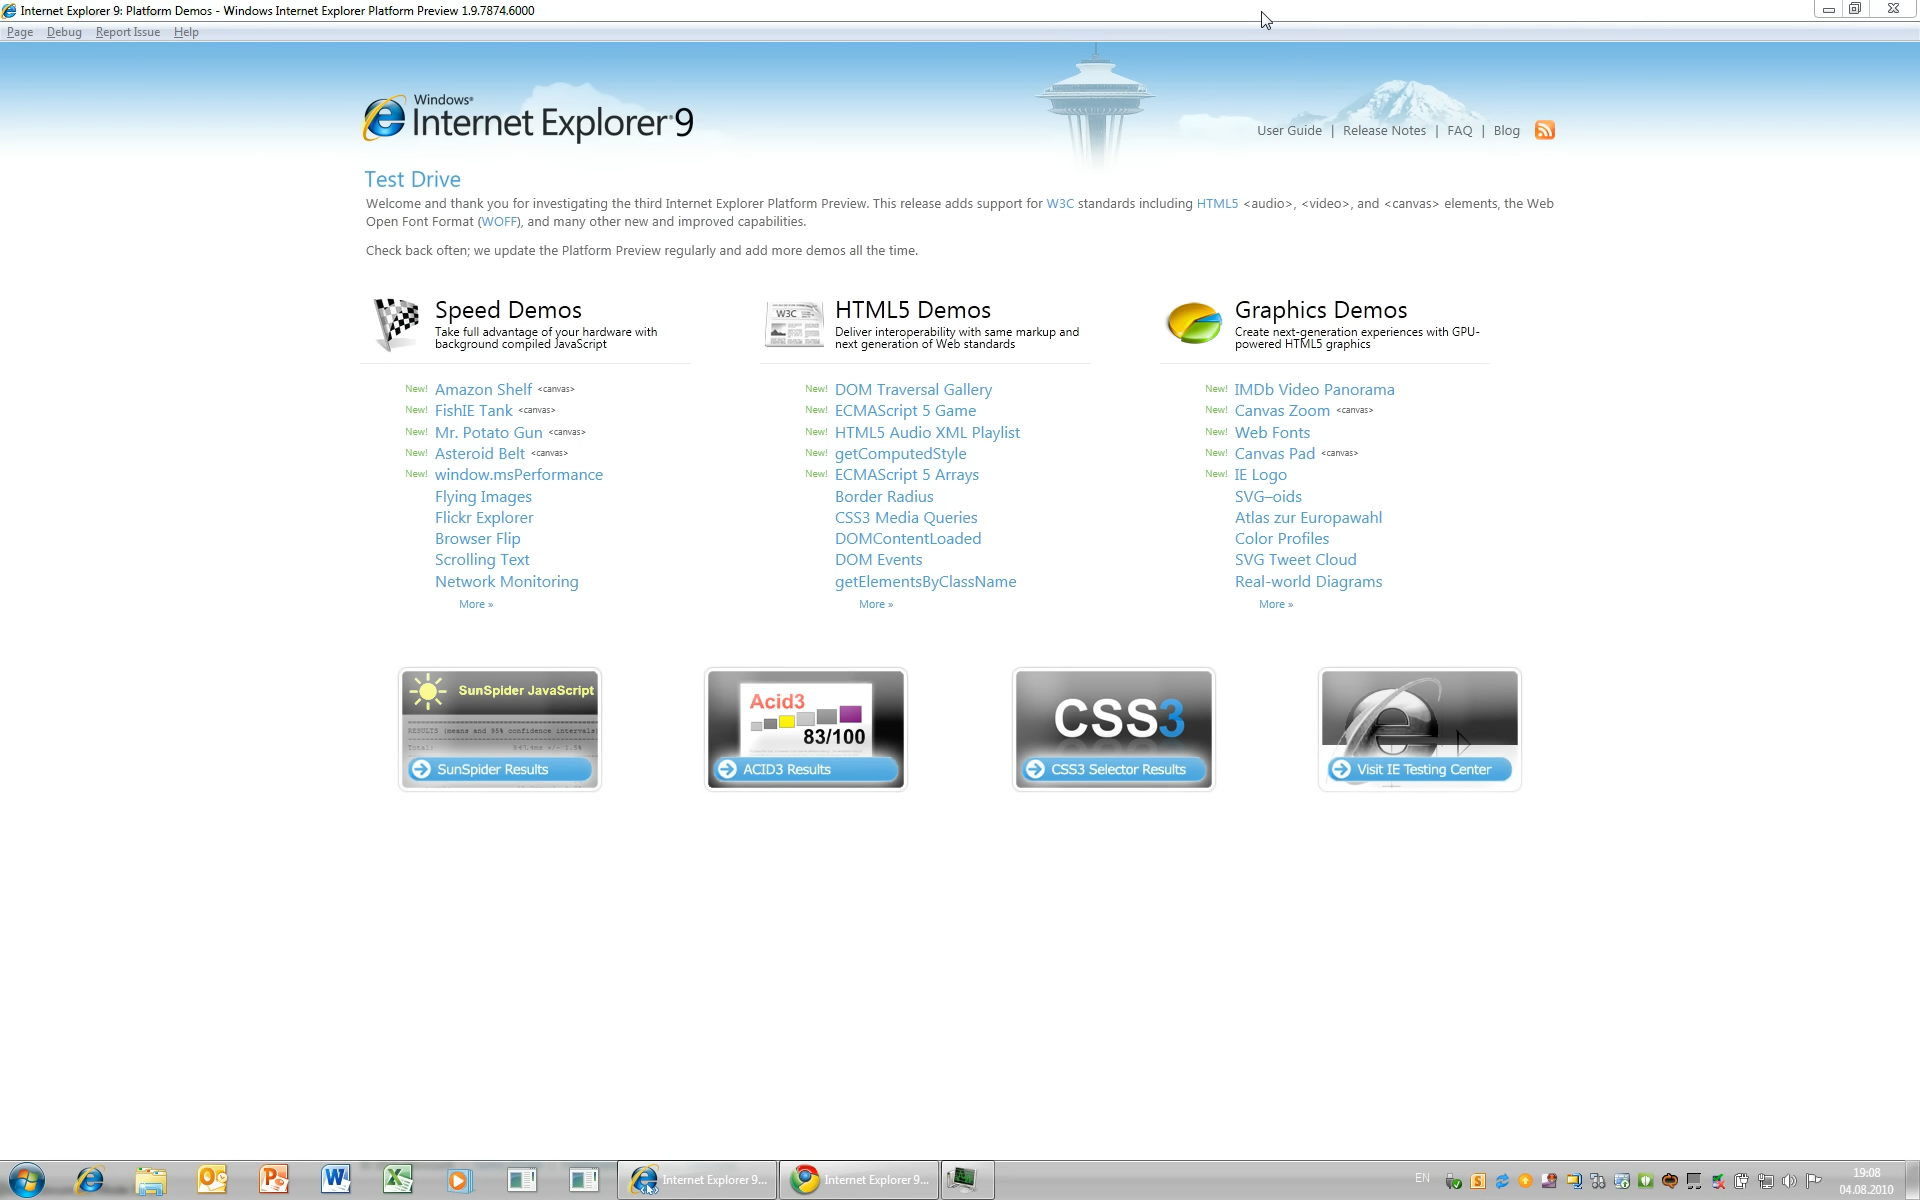 Internet Explorer 9: Platform Demos - Windows Internet Explorer Platform Preview 1.9.7874.6000
Page Debug Report Issue Help
Windows®
Internet Explorer 9
User Guide | Release Notes | FAQ | Blog
Test Drive
Welcome and thank you for investigating the third Internet Explorer Platform Preview. This release adds support for W3C standards including HTML5 <audio>, <video>, and <canvas> elements, the Web
Open Font Format (WOFF), and many other new and improved capabilities.
Check back often; we update the Platform Preview regularly and add more demos all the time.
Speed Demos
Take full advantage of your hardware with
background compiled JavaScript
New! Amazon Shelf <canvas>
New! FishIE Tank <canvas>
New! Mr. Potato Gun <canvas>
New! Asteroid Belt <canvas>
New! window.msPerformance
Flying Images
Flickr Explorer
Browser Flip
Scrolling Text
Network Monitoring
More »
W3C
HTML5 Demos
Deliver interoperability with same markup and
next generation of Web standards
New! DOM Traversal Gallery
New! ECMAScript 5 Game
New! HTML5 Audio XML Playlist
New! getComputedStyle
New! ECMAScript 5 Arrays
Border Radius
CSS3 Media Queries
DOMContentLoaded
DOM Events
getElementsByClassName
More »
Graphics Demos
Create next-generation experiences with GPU-
powered HTML5 graphics
New! IMDb Video Panorama
New! Canvas Zoom <canvas>
New! Web Fonts
New! Canvas Pad <canvas>
New! IE Logo
SVG–oids
Atlas zur Europawahl
Color Profiles
SVG Tweet Cloud
Real-world Diagrams
More »
SunSpider JavaScript
RESULTS (means and 95% confidence intervals
Total:
SunSpider Results
Acid3
83/100
ACID3 Results
CSS3
CSS3 Selector Results
Visit IE Testing Center
Internet Explorer 9...
Internet Explorer 9...
EN
19:08
04.08.2010